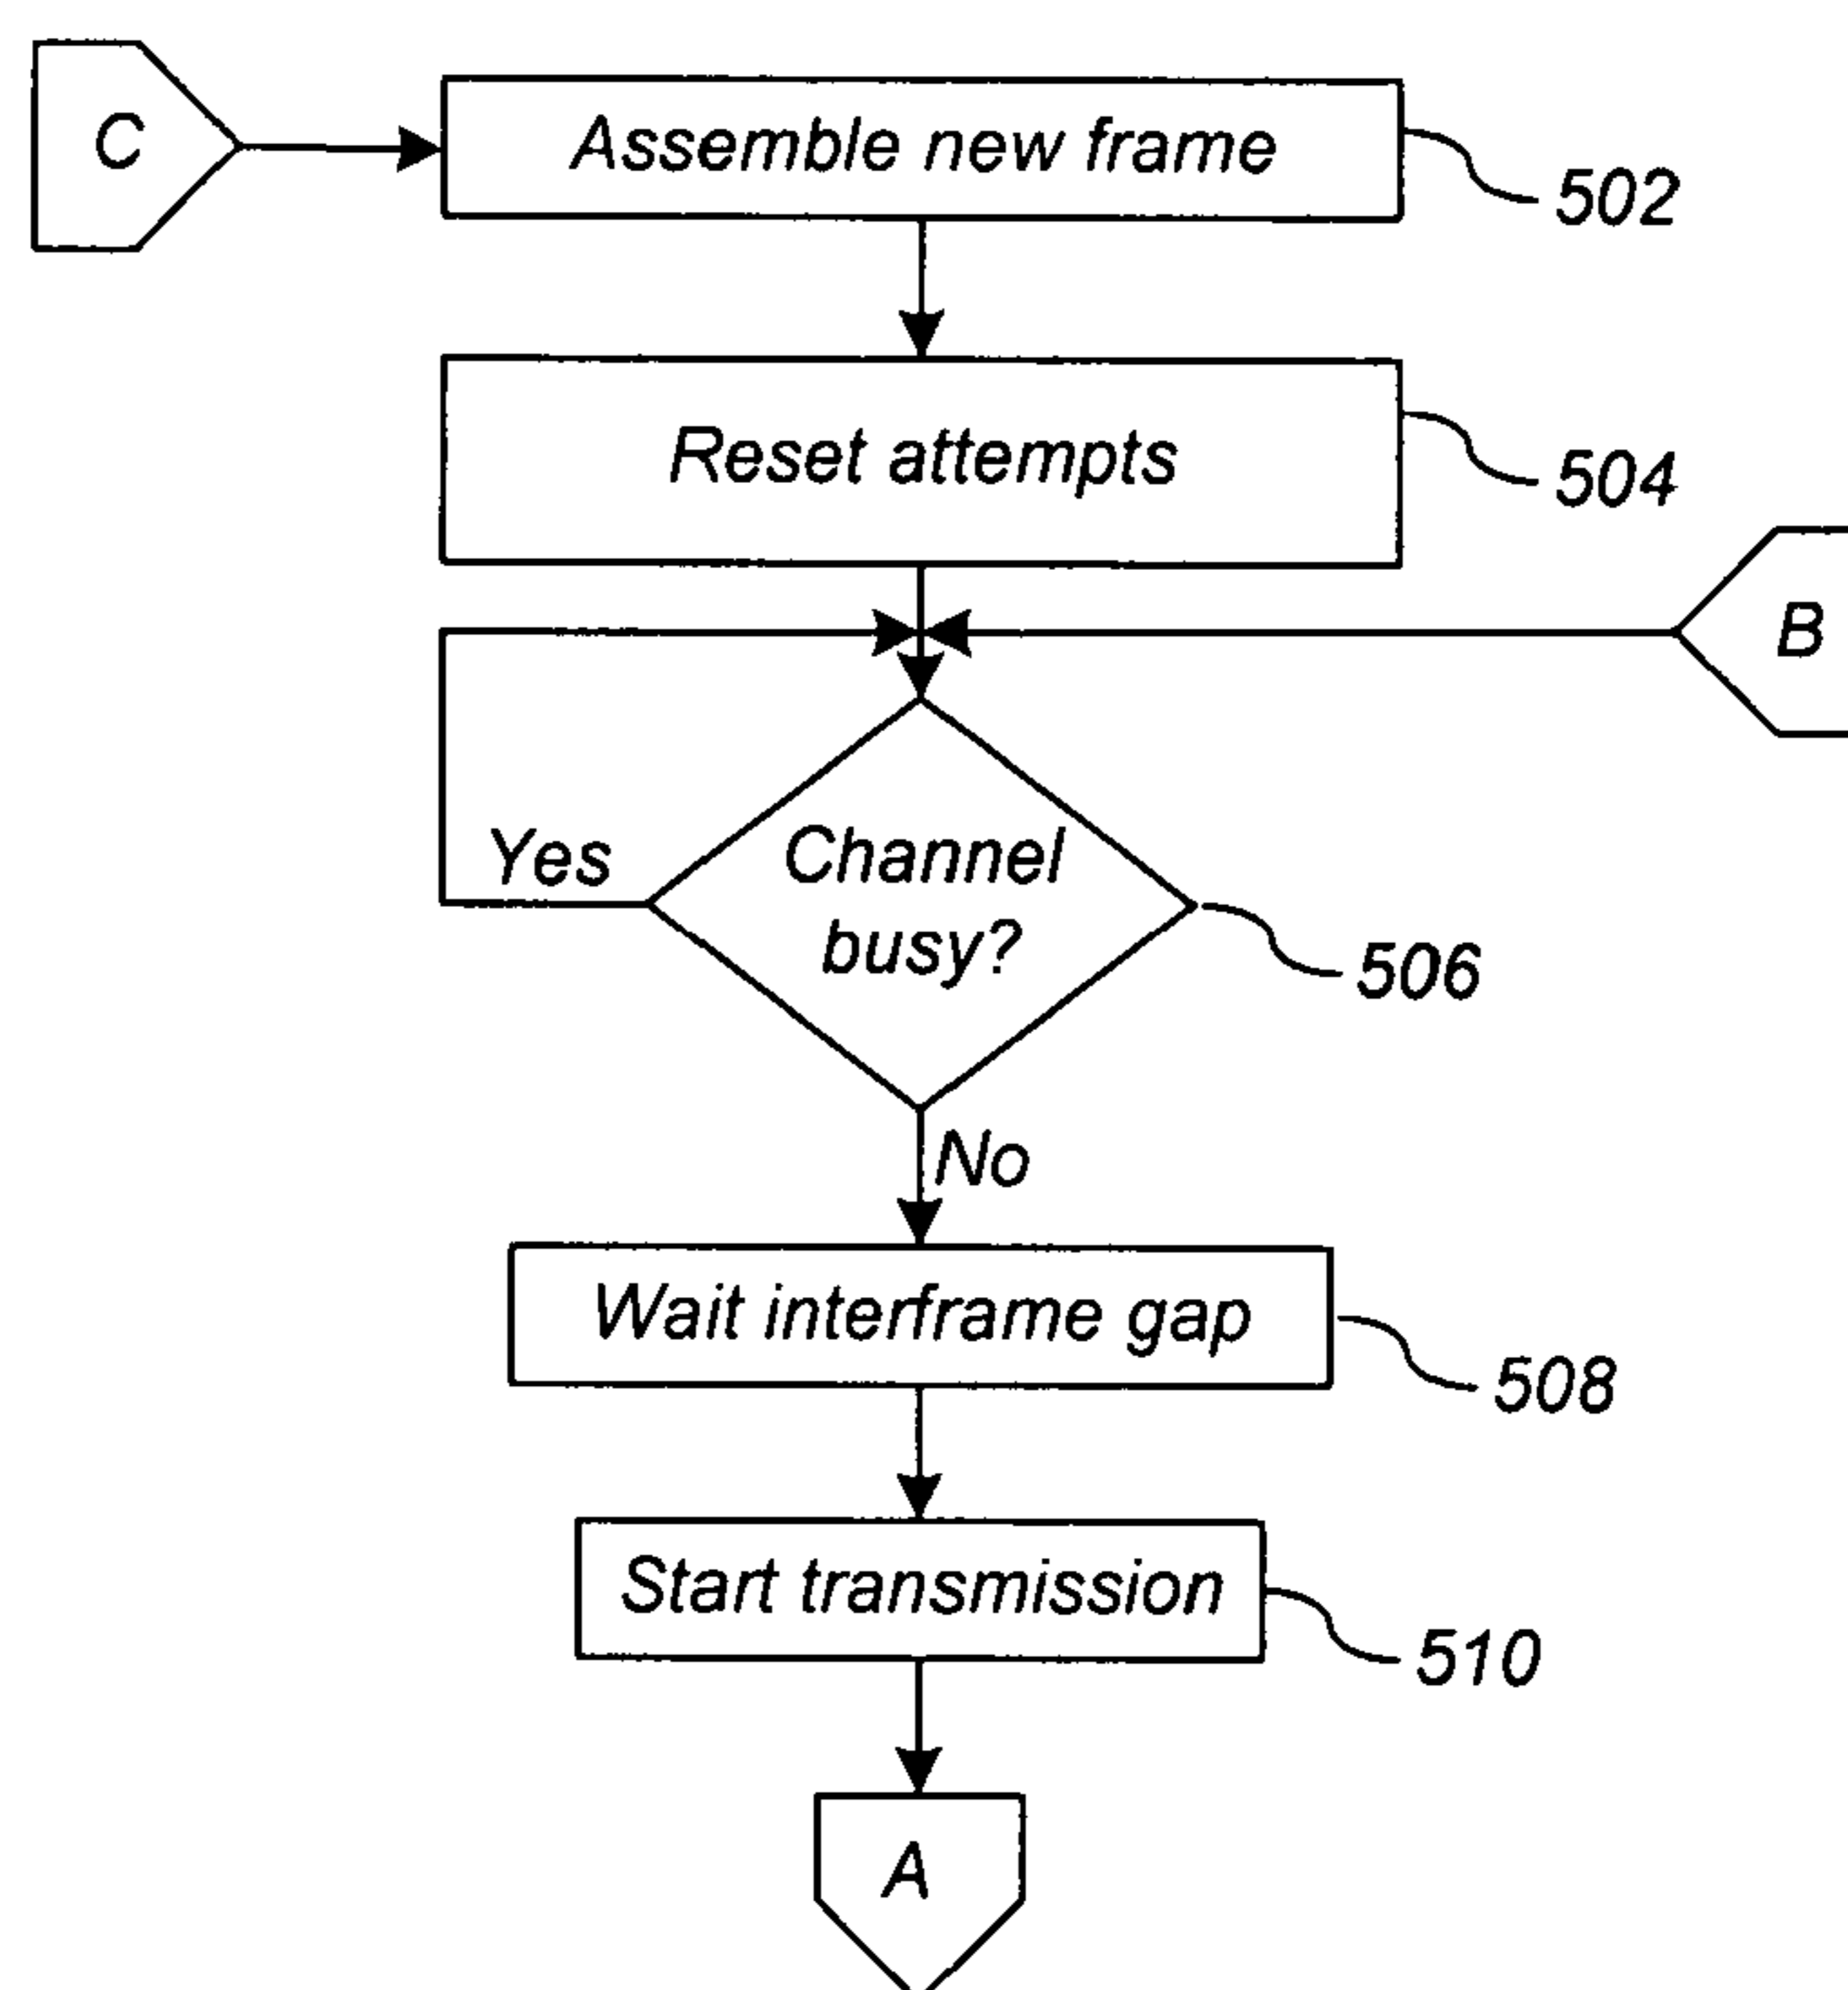 C
Assemble new frame
502
Reset attempts
504
B
Yes
Channel
busy?
506
No
Wait interframe gap
508
Start transmission
510
A